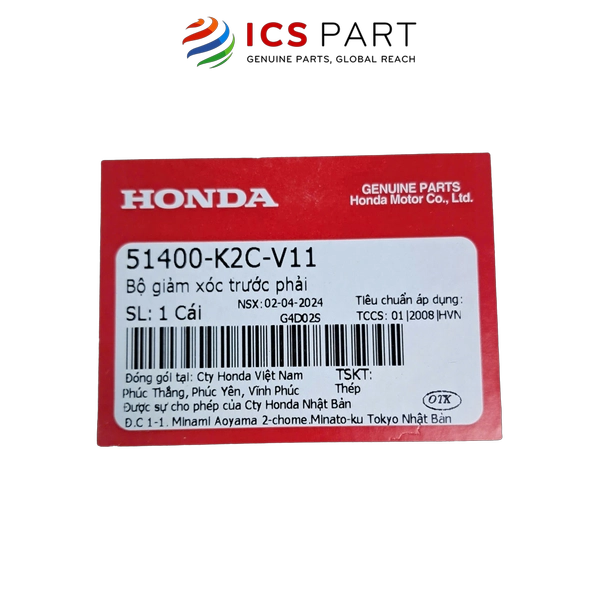 ICS PART
GENUINE PARTS, GLOBAL REACH
HONDA
GENUINE PARTS
Honda Motor Co., Ltd.
51400-K2C-V11
Bộ giảm xóc trước phải
NSX: 02-04-2024
Tiêu chuẩn áp dụng:
SL: 1 Cái
G4D02S
TCCS: 01|2008|HVN
Đóng gói tại: Cty Honda Việt Nam
TSKT:
Phúc Thắng, Phúc Yên, Vĩnh Phúc
Thép
Được sự cho phép của Cty Honda Nhật Bản
OTK
Đ.C 1-1. Minami Aoyama 2-chome.Minato-ku Tokyo Nhật Bản